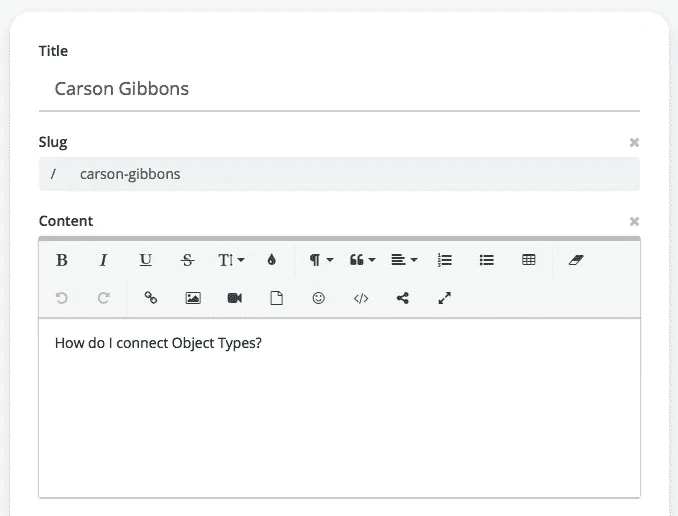 Title
Carson Gibbons
Slug
/ carson-gibbons
Content
B I U S T
How do I connect Object Types?